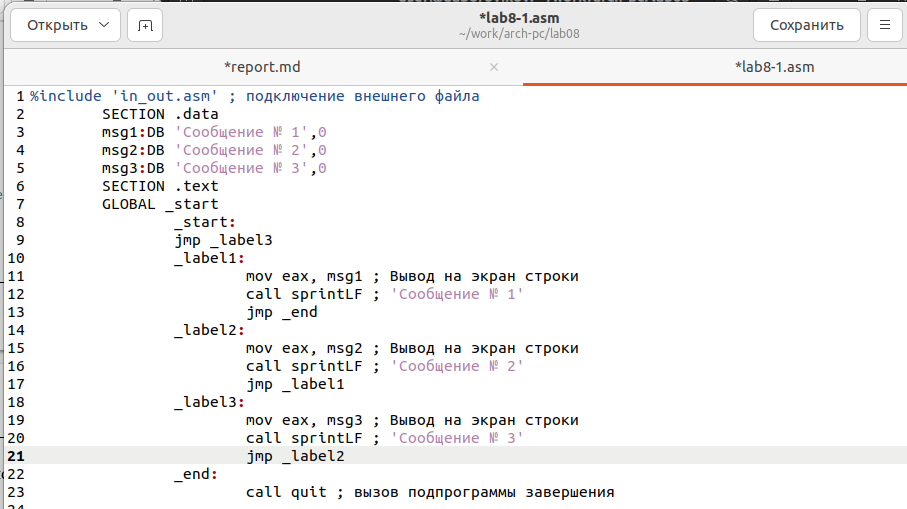 Открыть
*lab8-1.asm
~/work/arch-pc/lab08
Сохранить
*report.md
*lab8-1.asm
1 %include 'in_out.asm' ; подключение внешнего файла
2 SECTION .data
3 msg1:DB 'Сообщение № 1',0
4 msg2:DB 'Сообщение № 2',0
5 msg3:DB 'Сообщение № 3',0
6 SECTION .text
7 GLOBAL _start
8 _start:
9 jmp _label3
10 _label1:
11 mov eax, msg1 ; Вывод на экран строки
12 call sprintLF ; 'Сообщение № 1'
13 jmp _end
14 _label2:
15 mov eax, msg2 ; Вывод на экран строки
16 call sprintLF ; 'Сообщение № 2'
17 jmp _label1
18 _label3:
19 mov eax, msg3 ; Вывод на экран строки
20 call sprintLF ; 'Сообщение № 3'
21 jmp _label2
22 _end:
23 call quit ; вызов подпрограммы завершения